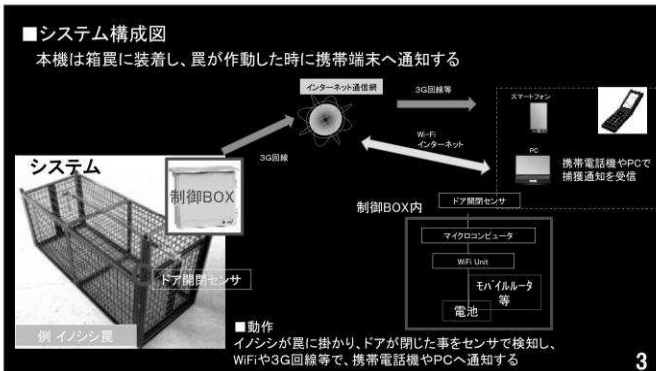 ■システム構成図
本機は箱罠に装着し、罠が作動した時に携帯端末へ通知する
インターネット通信網
3G回線等
スマートフォン
Wi-Fi
インターネット
3G回線
PC
携帯電話機やPCで
捕獲通知を受信
システム
制御BOX
ドア開閉センサ
例 イノシシ罠
制御BOX内
ドア開閉センサ
マイクロコンピュータ
WiFi Unit
モバイルルータ
等
電池
■動作
イノシシが罠に掛かり、ドアが閉じた事をセンサで検知し、
WiFiや3G回線等で、携帯電話機やPCへ通知する
3